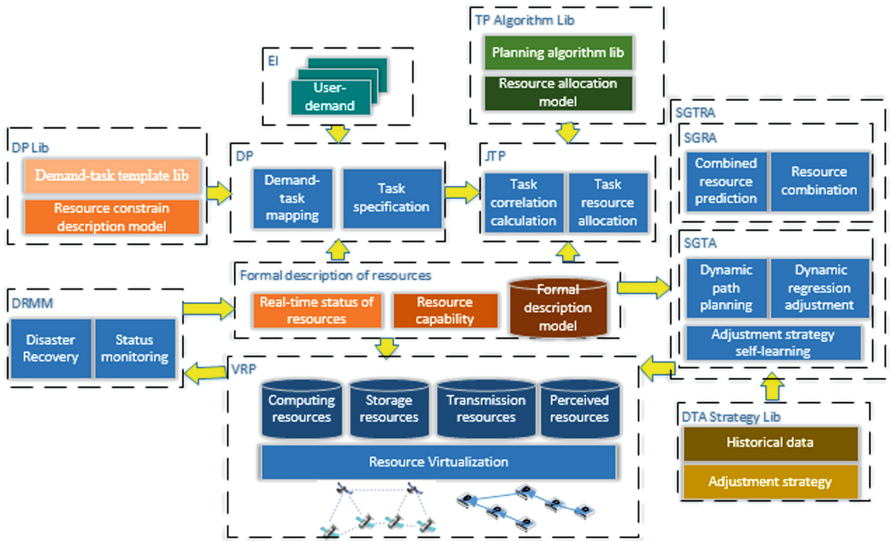 TP Algorithm Lib
Planning algorithm lib
Resource allocation
model
EI
User-
demand
SGTRA
SGRA
Combined
resource
prediction
Resource
combination
DP Lib
Demand-task template lib
Resource constrain
description model
DP
Demand-
task
mapping
Task
specification
JTP
Task
correlation
calculation
Task
resource
allocation
SGTA
Dynamic
path
planning
Dynamic
regression
adjustment
Adjustment strategy
self-learning
Formal description of resources
Real-time status of
resources
Resource
capability
Formal
description
model
DRMM
Disaster
Recovery
Status
monitoring
VRP
Computing
resources
Storage
resources
Transmission
resources
Perceived
resources
Resource Virtualization
DTA Strategy Lib
Historical data
Adjustment strategy